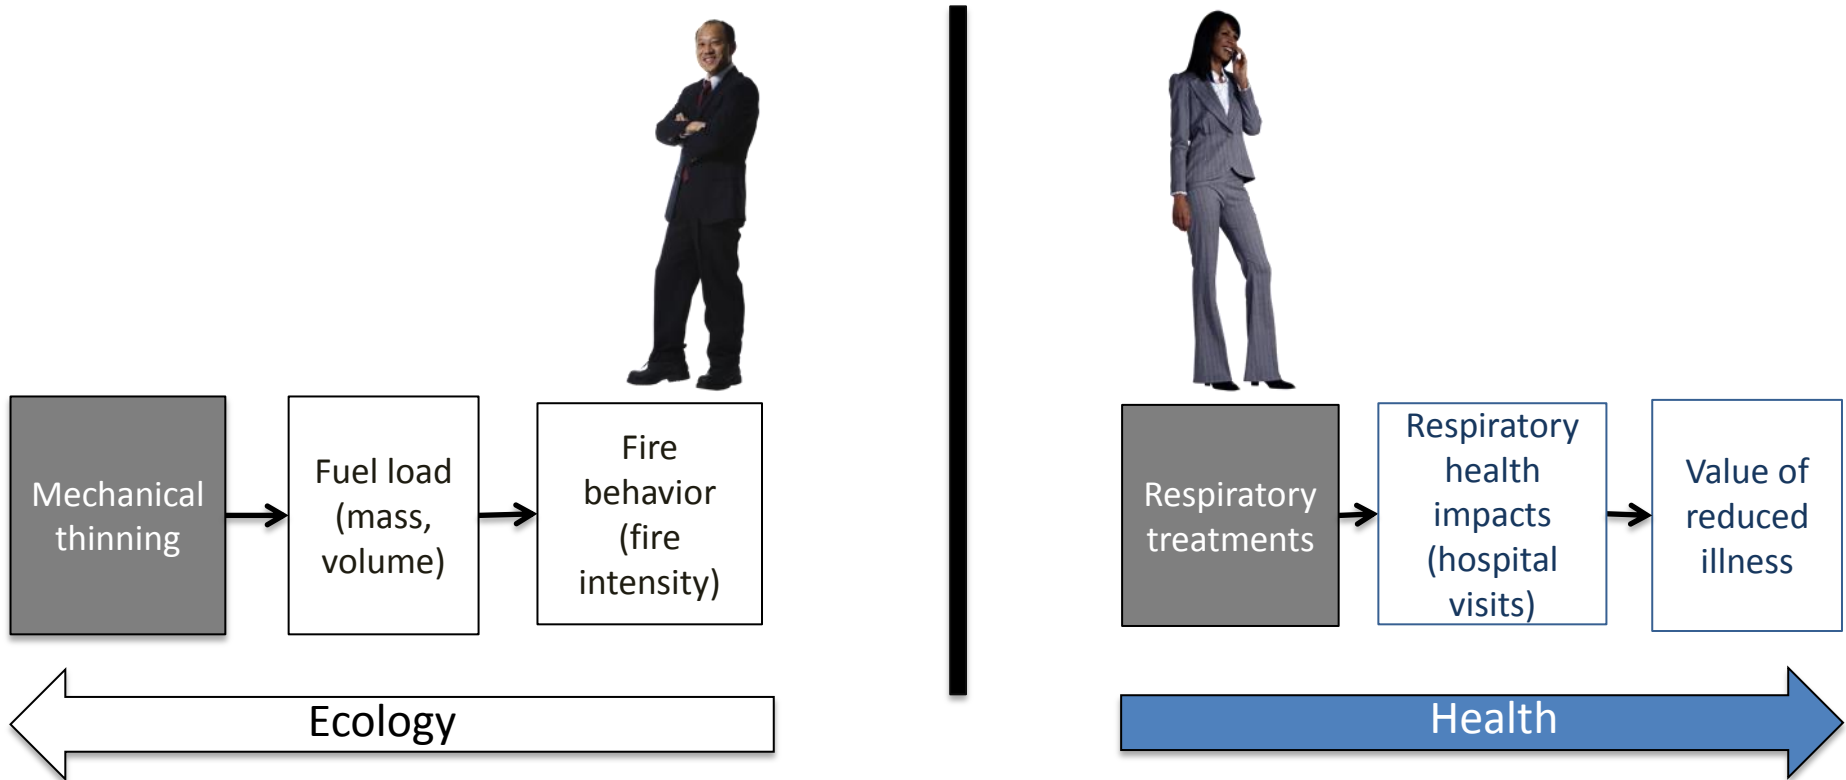 Mechanical
thinning
Fuel load
(mass,
volume)
Fire
behavior
(fire
intensity)
Respiratory
treatments
Respiratory
health
impacts
(hospital
visits)
Value of
reduced
illness
Ecology
Health